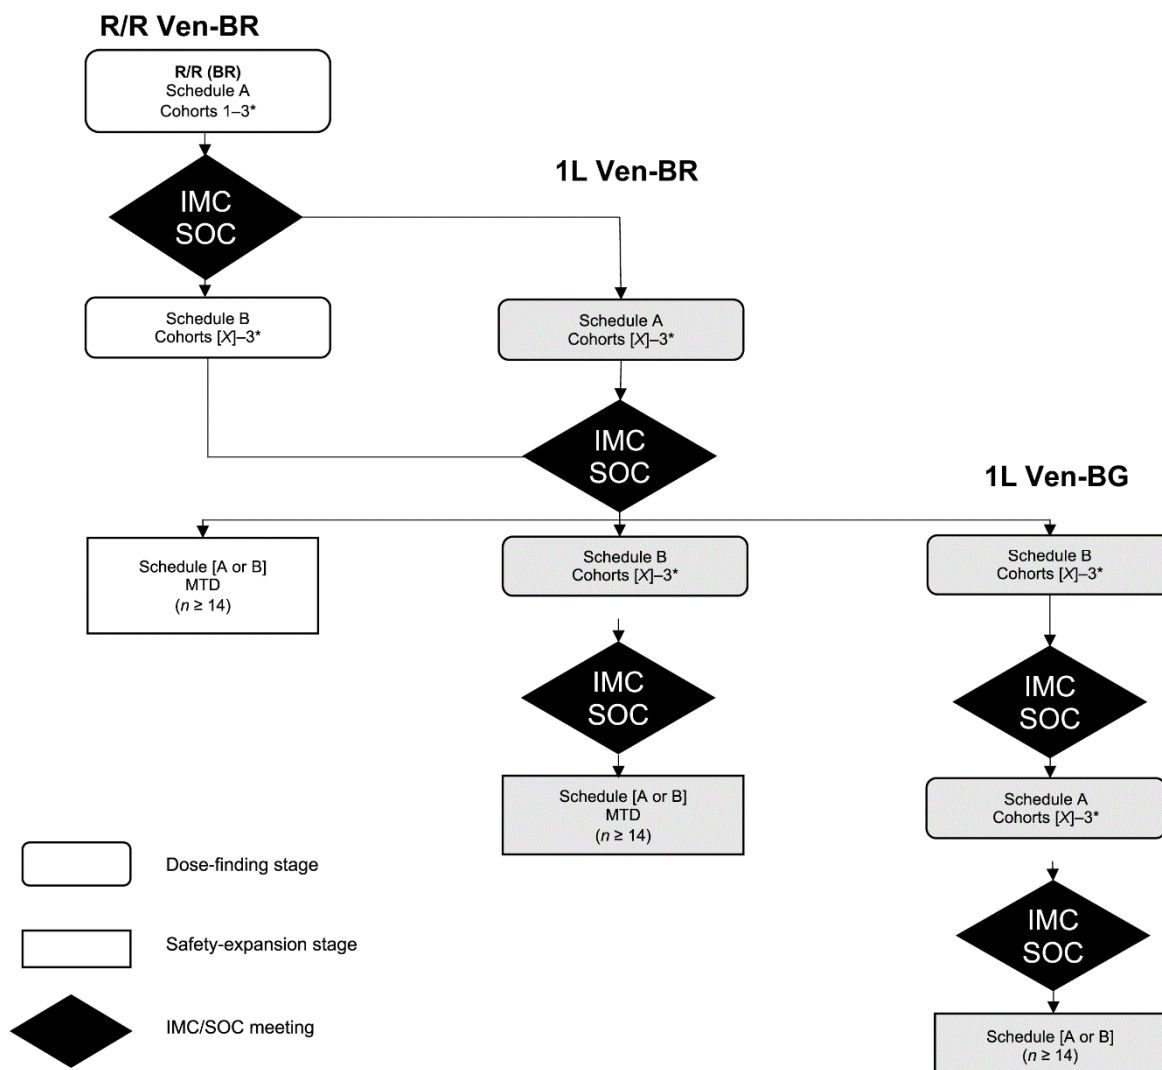 R/R Ven-BR
R/R (BR)
Schedule A
Cohorts 1–3*
IMC
SOC
1L Ven-BR
Schedule B
Cohorts [X]–3*
Schedule A
Cohorts [X]–3*
IMC
SOC
1L Ven-BG
Schedule [A or B]
MTD
(n ≥ 14)
Schedule B
Cohorts [X]–3*
Schedule B
Cohorts [X]–3*
IMC
SOC
IMC
SOC
Schedule [A or B]
MTD
(n ≥ 14)
Schedule A
Cohorts [X]–3*
Dose-finding stage
IMC
SOC
Safety-expansion stage
IMC/SOC meeting
Schedule [A or B]
(n ≥ 14)